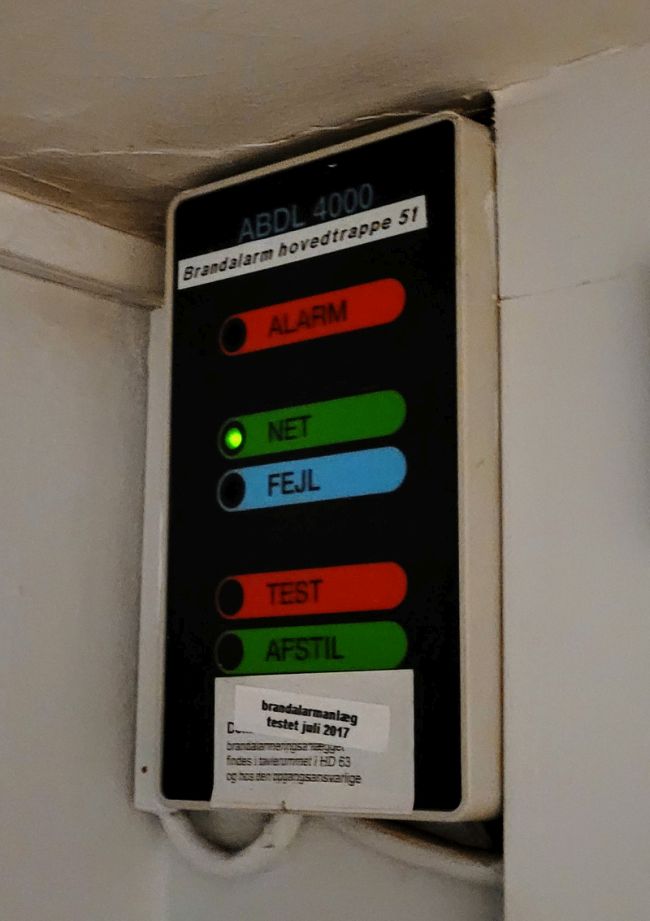 ABDL 4000
Brandalarm hovedtrappe 51
ALARM
NET
FEJL
TEST
AFSTIL
brandalarmanlæg
testet juli 2017
findes i tavlerummet i HD 63
og hos den opgangsansvarlige